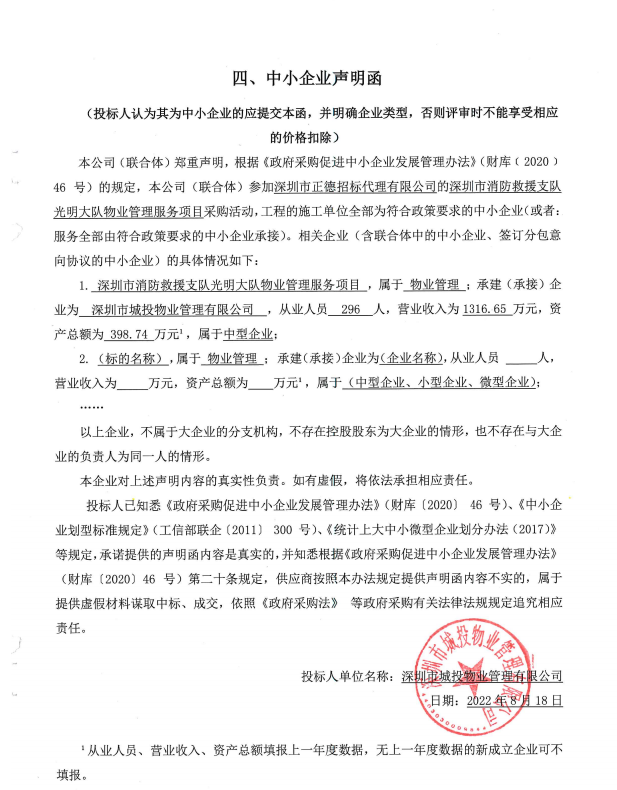 四、中小企业声明函
（投标人认为其为中小企业的应提交本函，并明确企业类型，否则评审时不能享受相应
的价格扣除）
本公司（联合体）郑重声明，根据《政府采购促进中小企业发展管理办法》（财库﹝2020﹞
46 号）的规定，本公司（联合体）参加深圳市正德招标代理有限公司的深圳市消防救援支队
光明大队物业管理服务项目采购活动，工程的施工单位全部为符合政策要求的中小企业（或者：
服务全部由符合政策要求的中小企业承接）。相关企业（含联合体中的中小企业、签订分包意
向协议的中小企业）的具体情况如下：
1. 深圳市消防救援支队光明大队物业管理服务项目 ，属于 物业管理 ；承建（承接）企
业为 深圳市城投物业管理有限公司 ，从业人员 296 人，营业收入为 1316.65 万元，资
产总额为 398.74 万元¹，属于中型企业；
2. （标的名称），属于 物业管理 ； 承建（承接）企业为（企业名称），从业人员 _____人，
营业收入为_____万元，资产总额为____万元¹，属于（中型企业、小型企业、微型企业）；
……
以上企业，不属于大企业的分支机构，不存在控股股东为大企业的情形，也不存在与大企
业的负责人为同一人的情形。
本企业对上述声明内容的真实性负责。如有虚假，将依法承担相应责任。
投标人已知悉《政府采购促进中小企业发展管理办法》（财库〔2020〕 46 号）、《中小企
业划型标准规定》（工信部联企〔2011〕 300 号）、《统计上大中小微型企业划分办法（2017）》
等规定，承诺提供的声明函内容是真实的，并知悉根据《政府采购促进中小企业发展管理办法》
（财库〔2020〕46 号）第二十条规定，供应商按照本办法规定提供声明函内容不实的，属于
提供虚假材料谋取中标、成交，依照《政府采购法》 等政府采购有关法律法规规定追究相应
责任。
投标人单位名称：深圳市城投物业管理有限公司
日期：2022 年 8 月 18 日
深圳市城投物业管理有限公司
¹从业人员、营业收入、资产总额填报上一年度数据，无上一年度数据的新成立企业可不
填报。